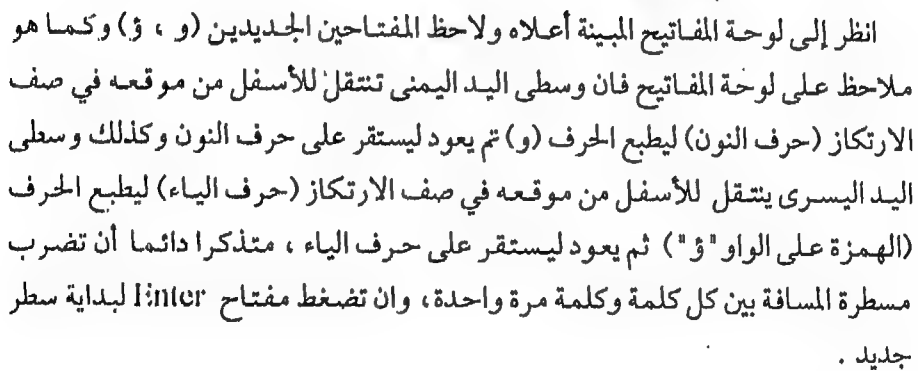 انظر إلى لوحة المفاتيح المبينة أعلاه ولاحظ المفتاحين الجديدين (و ، ؤ) وكما هو
ملاحظ على لوحة المفاتيح فان وسطى اليد اليمنى تنتقل للأسفل من موقعه في صف
الارتكاز (حرف النون) ليطبع الحرف (و) تم يعود ليستقر على حرف النون وكذلك وسطى
اليد اليسرى ينتقل للأسفل من موقعه في صف الارتكاز (حرف الياء) ليطبع الحرف
(الهمزة على الواو "ؤ") ثم يعود ليستقر على حرف الياء ، متذكرا دائما أن تضرب
مسطرة المسافة بين كل كلمة وكلمة مرة واحدة، وان تضغط مفتاح Enter لبداية سطر
جديد .